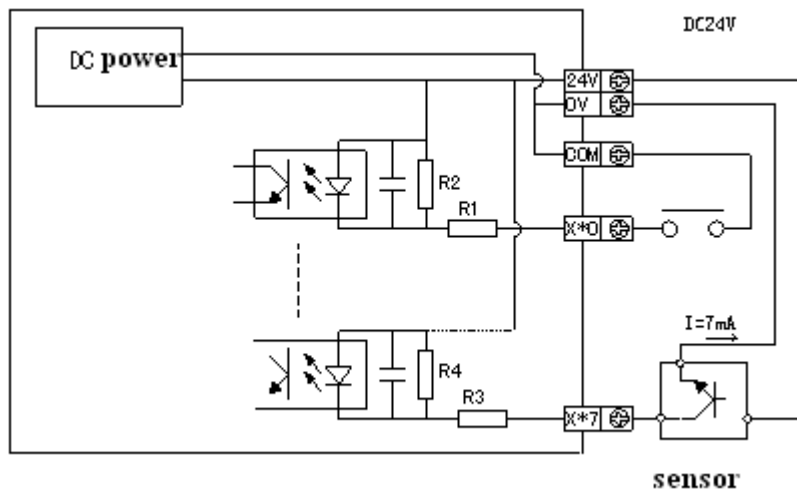 DC24V
DC power
24V
0V
COM
R2
R1
X*0
I=7mA
R4
R3
X*7
sensor